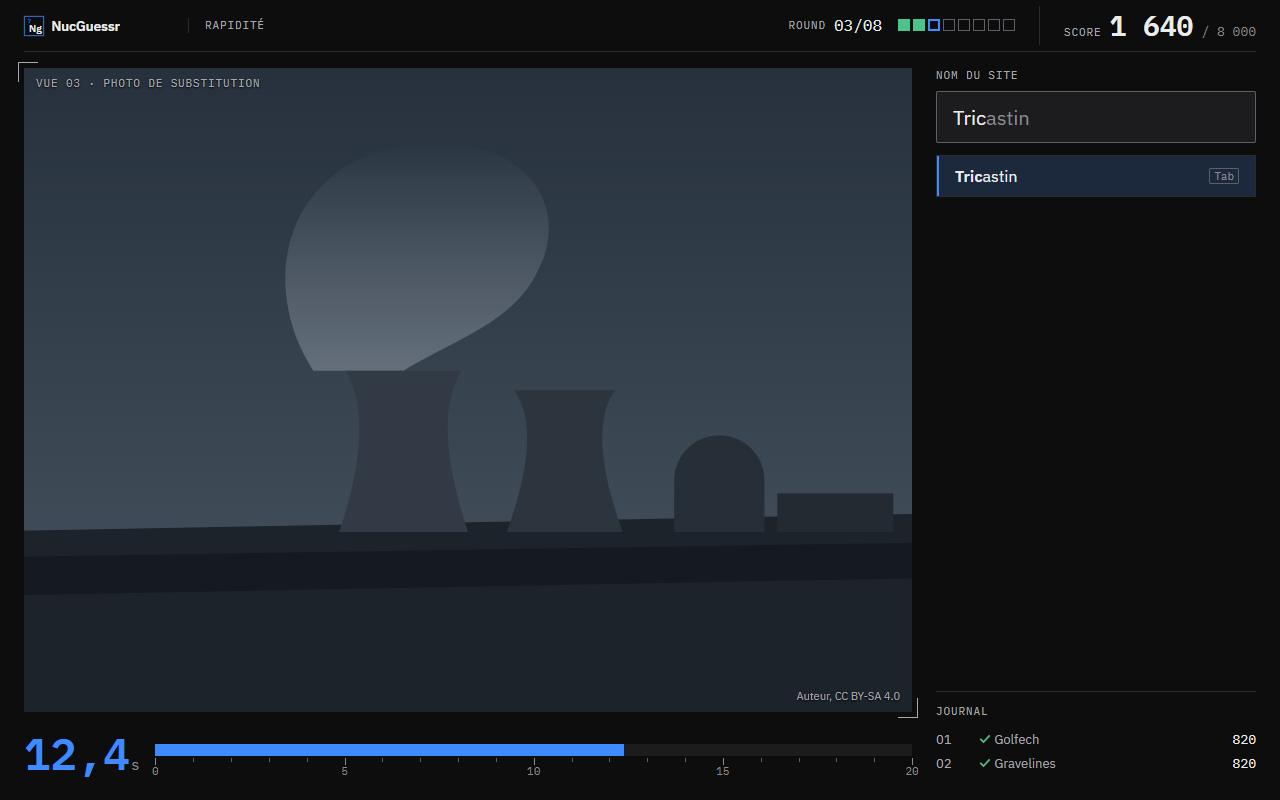 Ng NucGuessr
RAPIDITÉ
ROUND 03/08
SCORE 1 640 / 8 000
VUE 03 · PHOTO DE SUBSTITUTION
NOM DU SITE
Tricastin
Tricastin Tab
Auteur, CC BY-SA 4.0
JOURNAL
01 Golfech 820
02 Gravelines 820
12,4 s
0 5 10 15 20